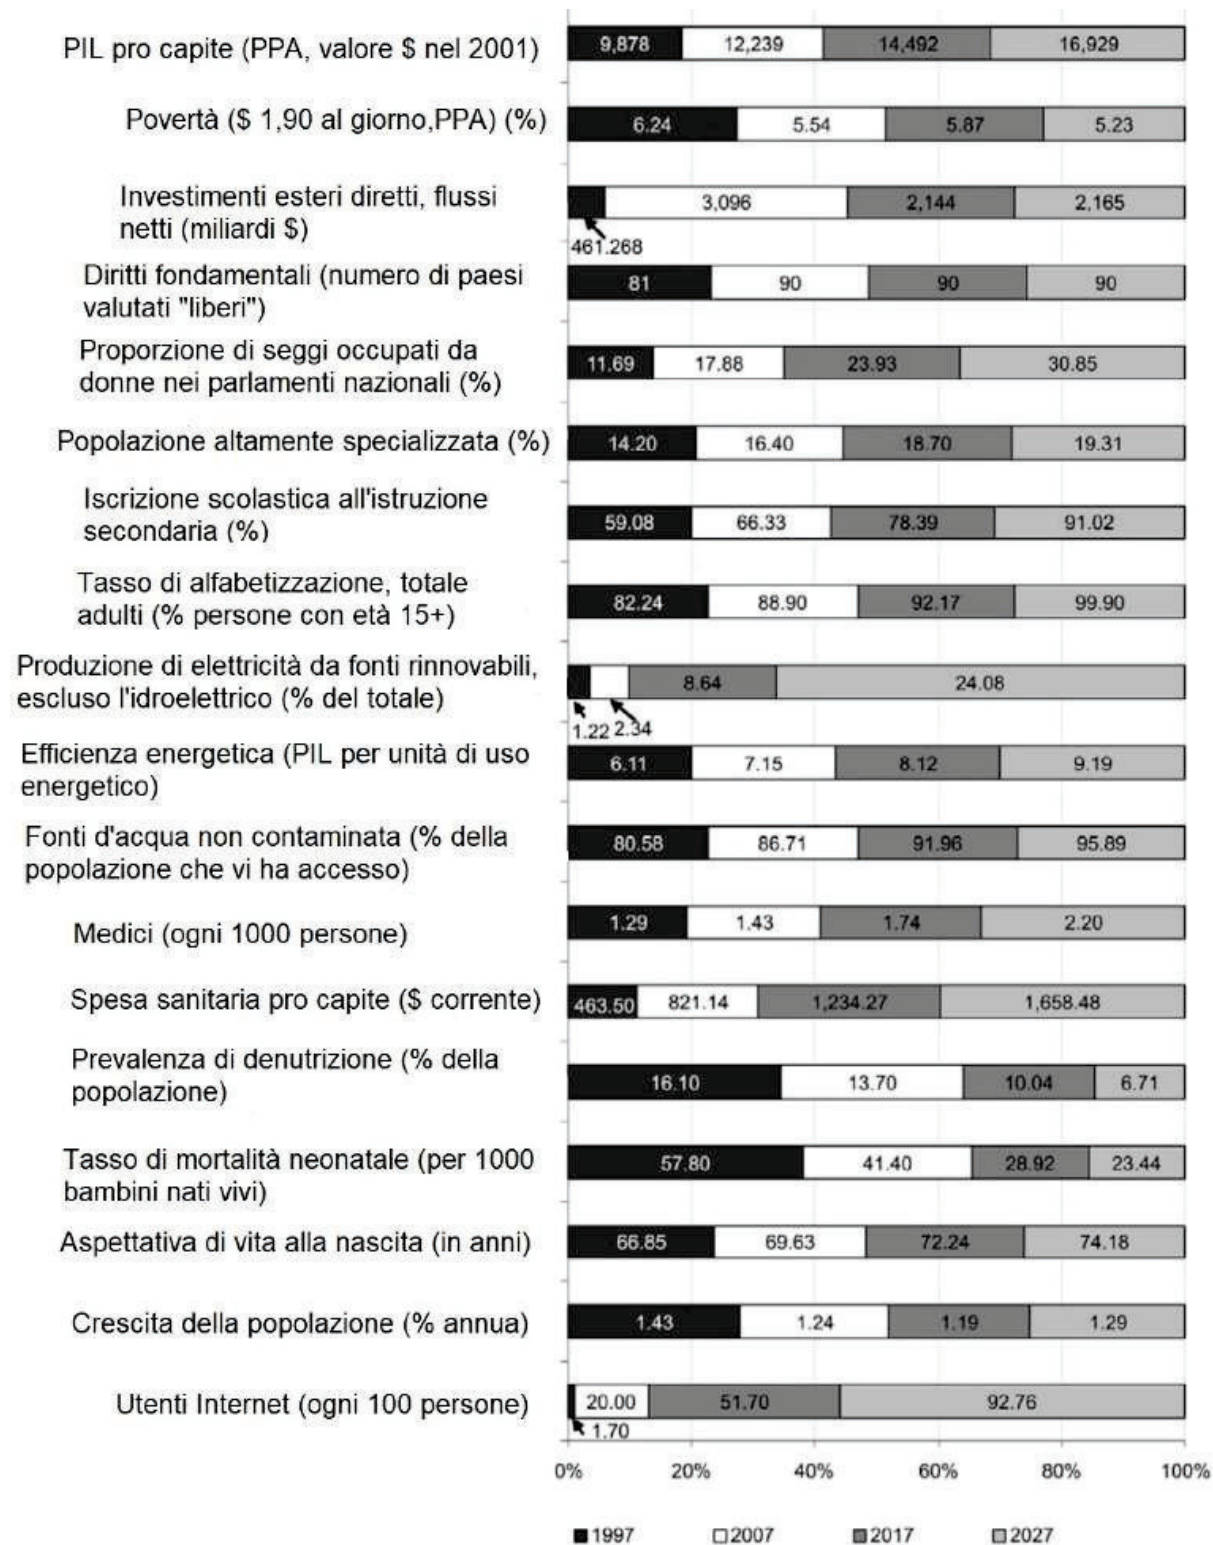 PIL pro capite (PPA, valore $ nel 2001)
9,878 12,239 14,492 16,929
Povertà ($ 1,90 al giorno,PPA) (%)
6.24 5.54 5.87 5.23
Investimenti esteri diretti, flussi
netti (miliardi $)
3,096 2,144 2,165
461.268
Diritti fondamentali (numero di paesi
valutati "liberi")
81 90 90 90
Proporzione di seggi occupati da
donne nei parlamenti nazionali (%)
11.69 17.88 23.93 30.85
Popolazione altamente specializzata (%)
14.20 16.40 18.70 19.31
Iscrizione scolastica all'istruzione
secondaria (%)
59.08 66.33 78.39 91.02
Tasso di alfabetizzazione, totale
adulti (% persone con età 15+)
82.24 88.90 92.17 99.90
Produzione di elettricità da fonti rinnovabili,
escluso l'idroelettrico (% del totale)
8.64 24.08
1.22 2.34
Efficienza energetica (PIL per unità di uso
energetico)
6.11 7.15 8.12 9.19
Fonti d'acqua non contaminata (% della
popolazione che vi ha accesso)
80.58 86.71 91.96 95.89
Medici (ogni 1000 persone)
1.29 1.43 1.74 2.20
Spesa sanitaria pro capite ($ corrente)
463.50 821.14 1,234.27 1,658.48
Prevalenza di denutrizione (% della
popolazione)
16.10 13.70 10.04 6.71
Tasso di mortalità neonatale (per 1000
bambini nati vivi)
57.80 41.40 28.92 23.44
Aspettativa di vita alla nascita (in anni)
66.85 69.63 72.24 74.18
Crescita della popolazione (% annua)
1.43 1.24 1.19 1.29
Utenti Internet (ogni 100 persone)
20.00 51.70 92.76
1.70
0% 20% 40% 60% 80% 100%
1997 2007 2017 2027